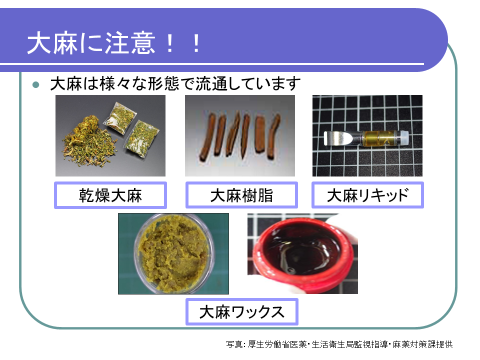 大麻に注意！！
大麻は様々な形態で流通しています
乾燥大麻
大麻樹脂
大麻リキッド
大麻ワックス
写真：厚生労働省医薬・生活衛生局監視指導・麻薬対策課提供